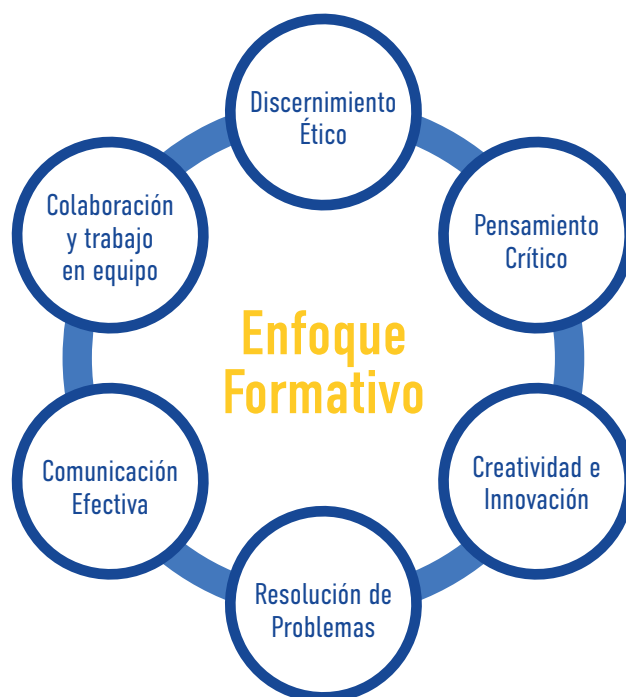 Discernimiento
Ético
Pensamiento
Crítico
Creatividad e
Innovación
Resolución de
Problemas
Comunicación
Efectiva
Colaboración
y trabajo
en equipo
Enfoque
Formativo